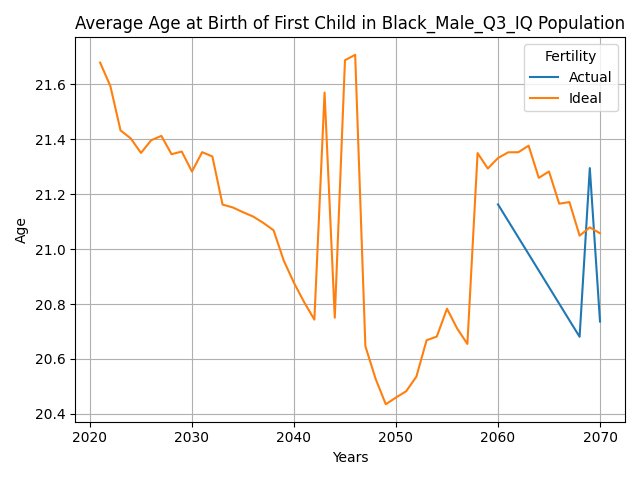 Average Age at Birth of First Child in Black_Male_Q3_IQ Population
Fertility
Actual
Ideal
21.6
21.4
21.2
21.0
20.8
20.6
20.4
Age
2020 2030 2040 2050 2060 2070
Years